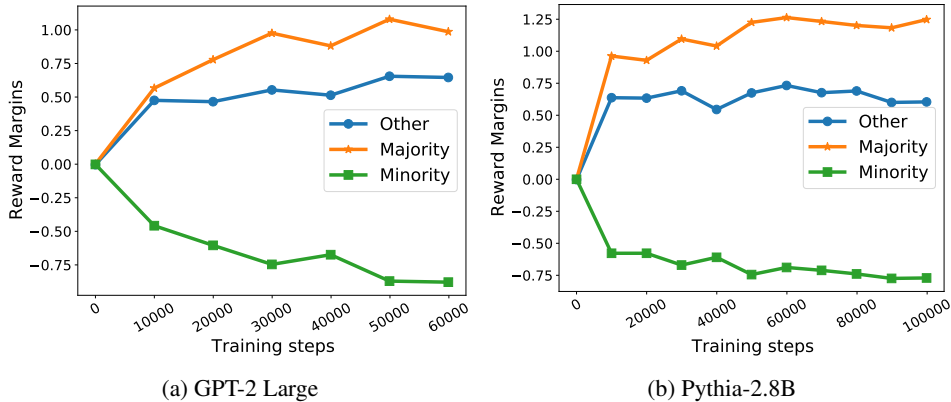 1.00
0.75
0.50
0.25
0.00
−0.25
−0.50
−0.75
Reward Margins
Other
Majority
Minority
0
10000
20000
30000
40000
50000
60000
Training steps
(a) GPT-2 Large
1.25
1.00
0.75
0.50
0.25
0.00
−0.25
−0.50
−0.75
Reward Margins
Other
Majority
Minority
0
20000
40000
60000
80000
100000
Training steps
(b) Pythia-2.8B